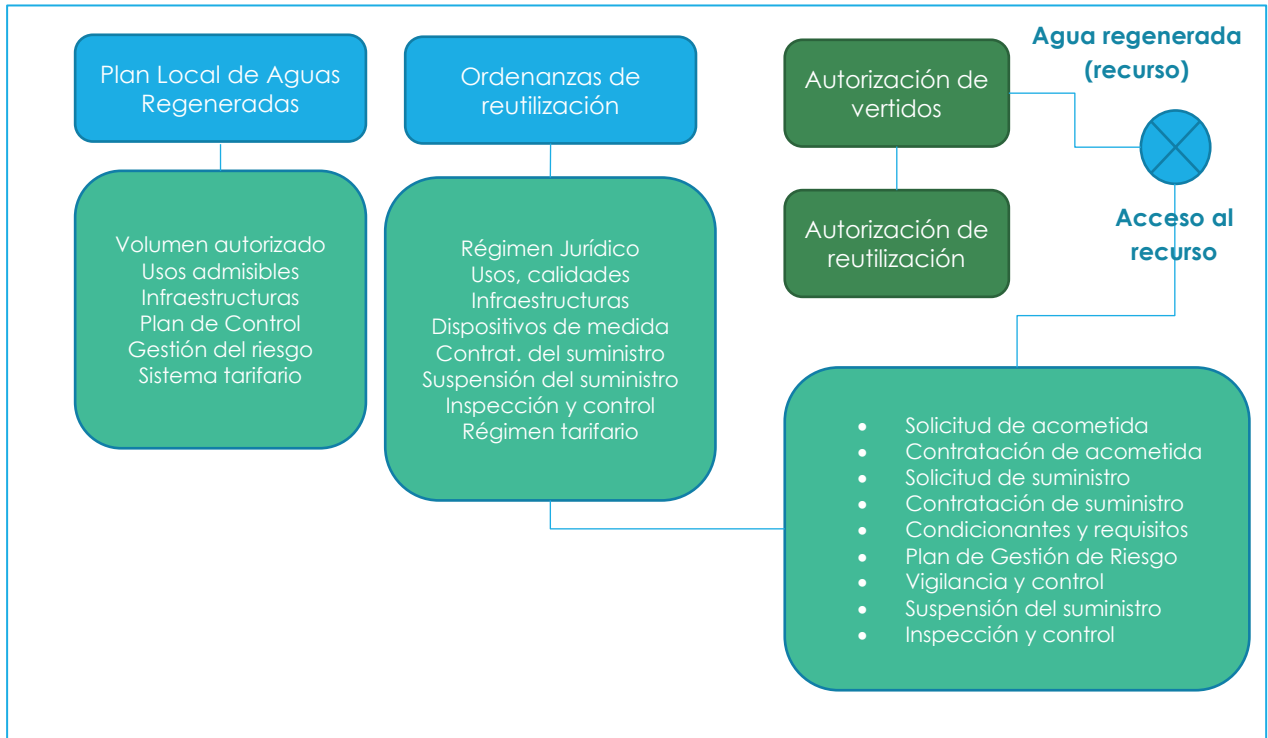 Plan Local de Aguas
Regeneradas
Volumen autorizado
Usos admisibles
Infraestructuras
Plan de Control
Gestión del riesgo
Sistema tarifario
Ordenanzas de
reutilización
Régimen Jurídico
Usos, calidades
Infraestructuras
Dispositivos de medida
Contrat. del suministro
Suspensión del suministro
Inspección y control
Régimen tarifario
Autorización de
vertidos
Autorización de
reutilización
Agua regenerada
(recurso)
Acceso al
recurso
• Solicitud de acometida
• Contratación de acometida
• Solicitud de suministro
• Contratación de suministro
• Condicionantes y requisitos
• Plan de Gestión de Riesgo
• Vigilancia y control
• Suspensión del suministro
• Inspección y control